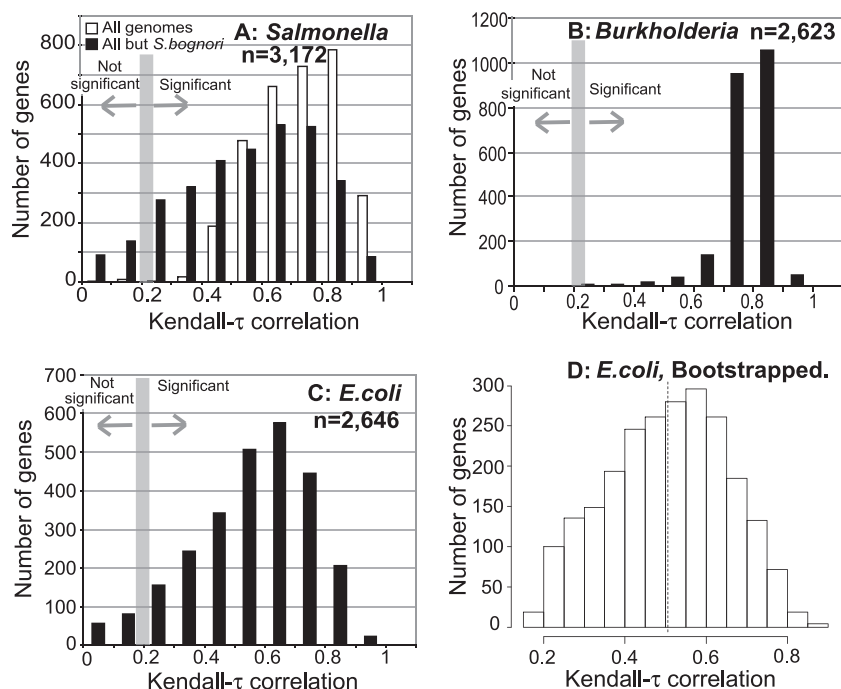 All genomes
All but S.bognori
A: Salmonella
n=3,172
Not
significant
Significant
Number of genes
800
600
400
200
0
0 0.2 0.4 0.6 0.8 1
Kendall-τ correlation
B: Burkholderia n=2,623
Not
significant
Significant
Number of genes
1200
1000
800
600
400
200
0
0 0.2 0.4 0.6 0.8 1
Kendall-τ correlation
C: E.coli
n=2,646
Not
significant
Significant
Number of genes
700
600
500
400
300
200
100
0
0 0.2 0.4 0.6 0.8 1
Kendall-τ correlation
D: E.coli, Bootstrapped.
Number of genes
300
250
200
150
100
50
0
0.2 0.4 0.6 0.8
Kendall-τ correlation